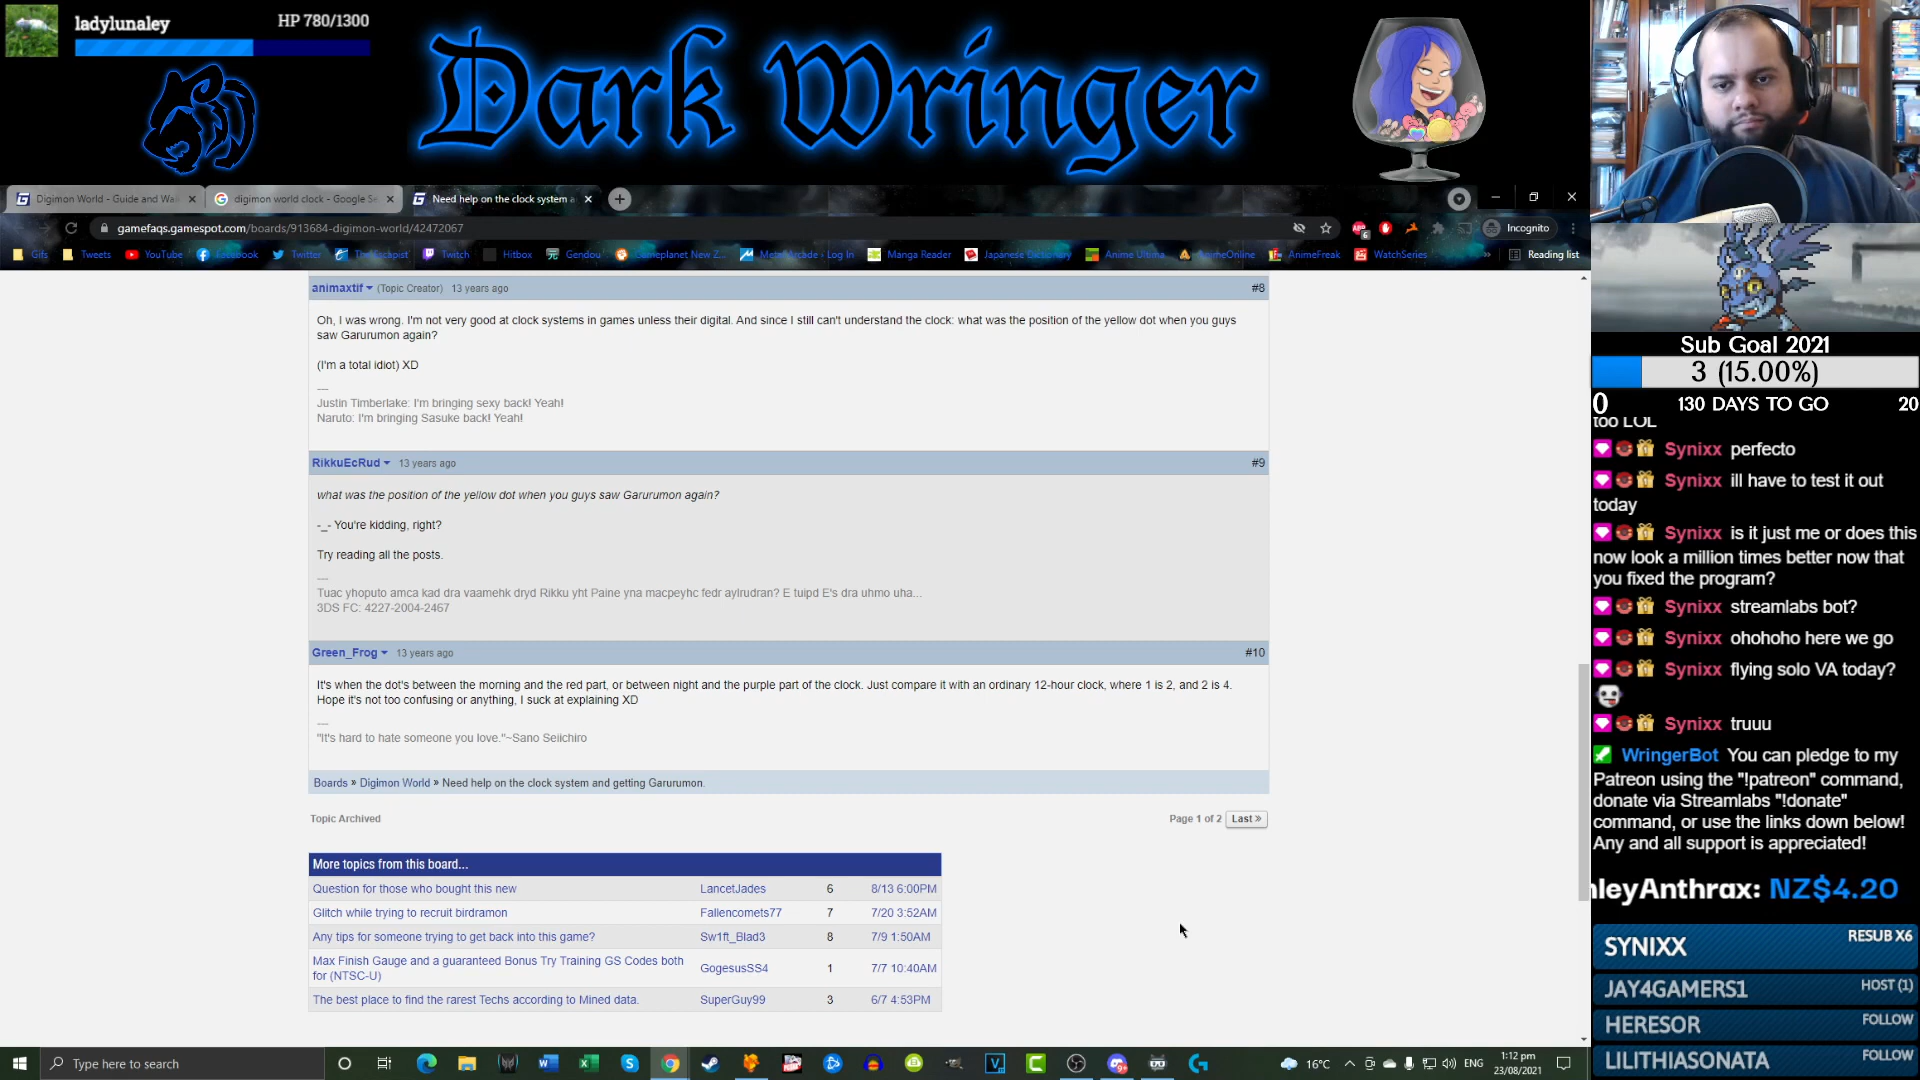 ladylunaley
HP 780/1300
Dark Wringer
Digimon World - Guide and Wal
digimon world clock - Google Se
Need help on the clock system a
gamefaqs.gamespot.com/boards/913684-digimon-world/42472067
Incognito
Gifs
Tweets
YouTube
Facebook
Twitter
The Escapist
Twitch
Hitbox
Gendou
Gameplanet New Z...
MetalArcade › Log In
Manga Reader
Japanese Dictionary
Anime Ultima
AnimeOnline
AnimeFreak
WatchSeries
»
Reading list
animaxtif (Topic Creator) 13 years ago #8
Oh, I was wrong. I'm not very good at clock systems in games unless their digital. And since I still can't understand the clock: what was the position of the yellow dot when you guys
saw Garurumon again?
(I'm a total idiot) XD
---
Justin Timberlake: I'm bringing sexy back! Yeah!
Naruto: I'm bringing Sasuke back! Yeah!
RikkuEcRud 13 years ago #9
what was the position of the yellow dot when you guys saw Garurumon again?
-_- You're kidding, right?
Try reading all the posts.
---
Tuac yhoputo amca kad dra vaamehk dryd Rikku yht Paine yna macpeyhc fedr aylrudran? E tuipd E's dra uhmo uha...
3DS FC: 4227-2004-2467
Green_Frog 13 years ago #10
It's when the dot's between the morning and the red part, or between night and the purple part of the clock. Just compare it with an ordinary 12-hour clock, where 1 is 2, and 2 is 4.
Hope it's not too confusing or anything, I suck at explaining XD
---
"It's hard to hate someone you love."~Sano Seiichiro
Boards » Digimon World » Need help on the clock system and getting Garurumon.
Topic Archived
Page 1 of 2 Last »
More topics from this board...
Question for those who bought this new LancetJades 6 8/13 6:00PM
Glitch while trying to recruit birdramon Fallencomets77 7 7/20 3:52AM
Any tips for someone trying to get back into this game? Sw1ft_Blad3 8 7/9 1:50AM
Max Finish Gauge and a guaranteed Bonus Try Training GS Codes both
for (NTSC-U) GogesusSS4 1 7/7 10:40AM
The best place to find the rarest Techs according to Mined data. SuperGuy99 3 6/7 4:53PM
Sub Goal 2021
3 (15.00%)
0 130 DAYS TO GO 20
too LOL
Synixx perfecto
Synixx ill have to test it out
today
Synixx is it just me or does this
now look a million times better now that
you fixed the program?
Synixx streamlabs bot?
Synixx ohohoho here we go
Synixx flying solo VA today?
Synixx truuu
WringerBot You can pledge to my
Patreon using the "!patreon" command,
donate via Streamlabs "!donate"
command, or use the links down below!
Any and all support is appreciated!
nleyAnthrax: NZ$4.20
SYNIXX RESUB X6
JAY4GAMERS1 HOST (1)
HERESOR FOLLOW
LILITHIASONATA FOLLOW
Type here to search
16°C
ENG
1:12 pm
23/08/2021